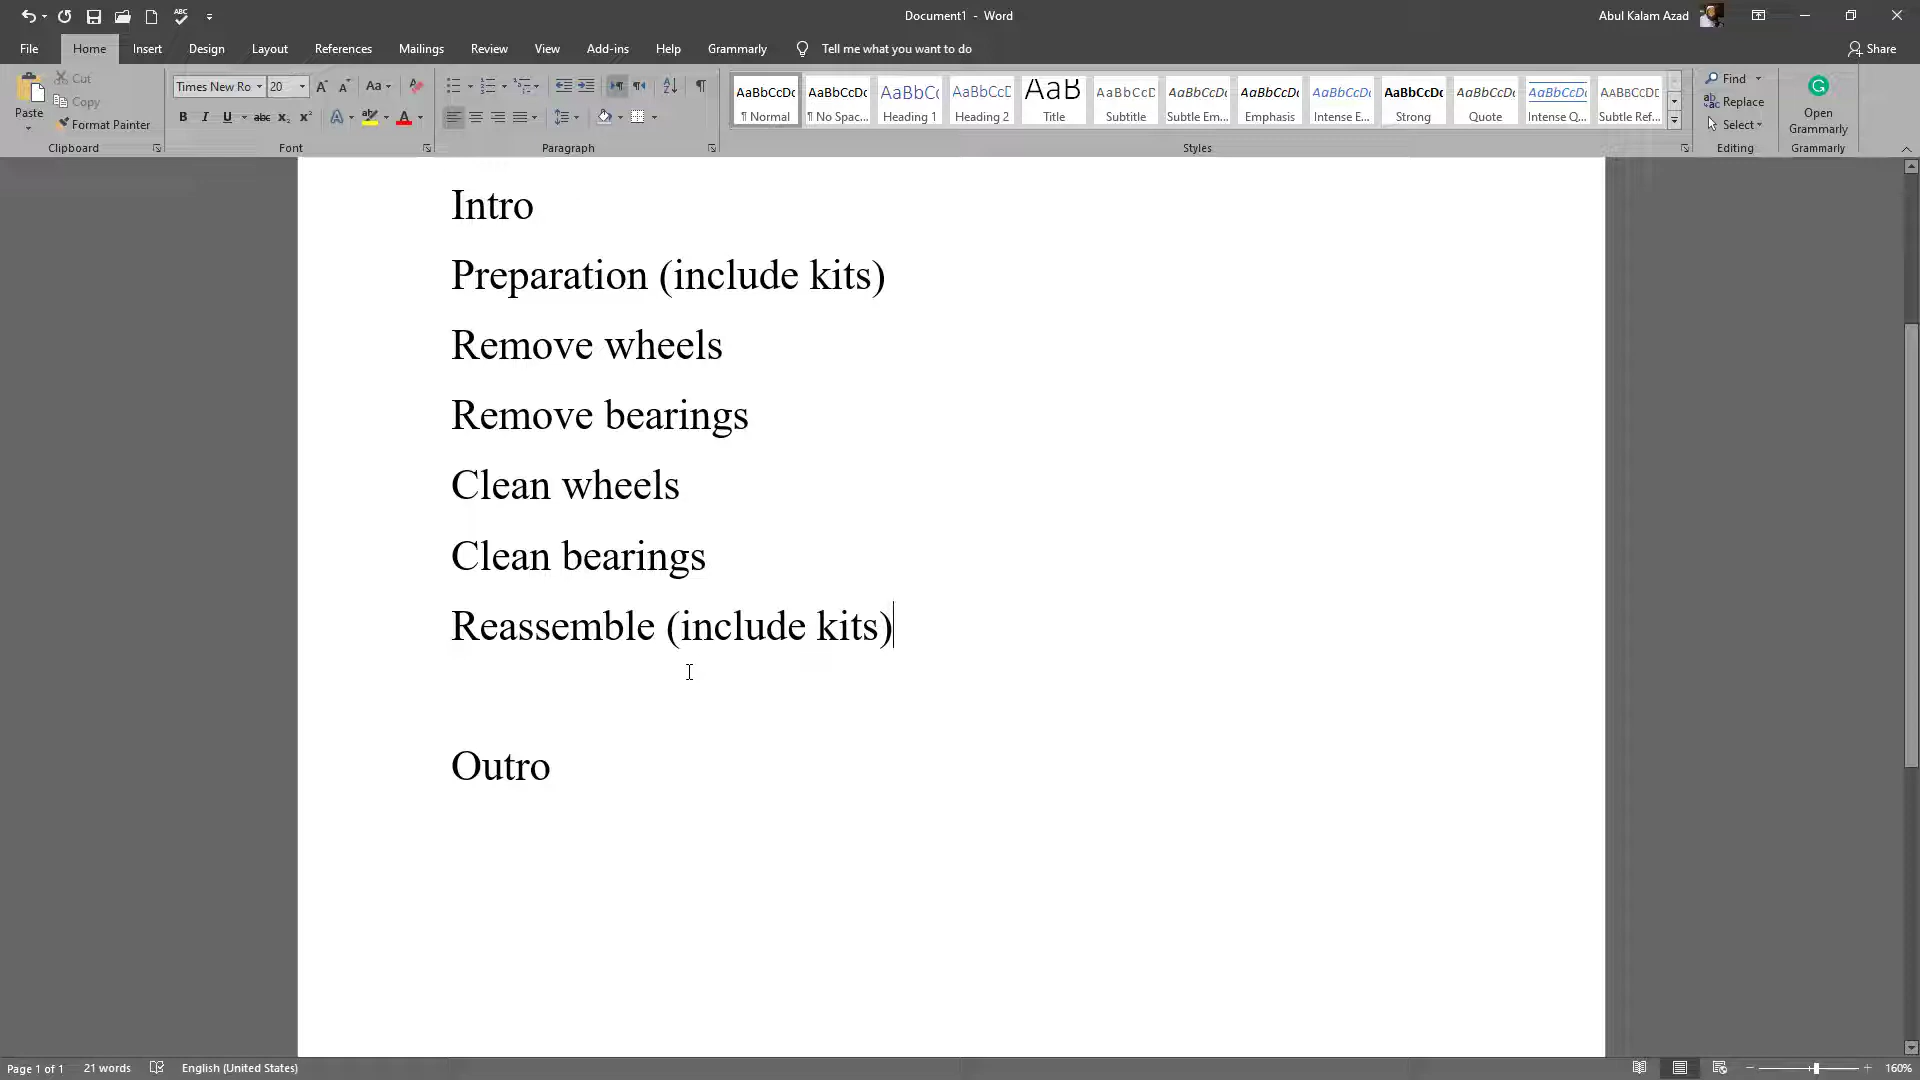 Document1 - Word
Abul Kalam Azad
File Home Insert Design Layout References Mailings Review View Add-ins Help Grammarly Tell me what you want to do Share
Cut
Copy
Paste
Format Painter
Clipboard
Times New Ro 20
Font
Paragraph
AaBbCcDc AaBbCcDc AaBbC AaBbCcD AaB AaBbCcD AaBbCcDc AaBbCcDc AaBbCcDc AaBbCcDc AaBbCcDc AaBbCcDc AaBbCcDc
¶ Normal ¶ No Spac... Heading 1 Heading 2 Title Subtitle Subtle Em... Emphasis Intense E... Strong Quote Intense Q... Subtle Ref...
Styles
Find
Replace
Select
Editing
Open
Grammarly
Grammarly
Intro
Preparation (include kits)
Remove wheels
Remove bearings
Clean wheels
Clean bearings
Reassemble (include kits)
Outro
Page 1 of 1 21 words English (United States) 160%